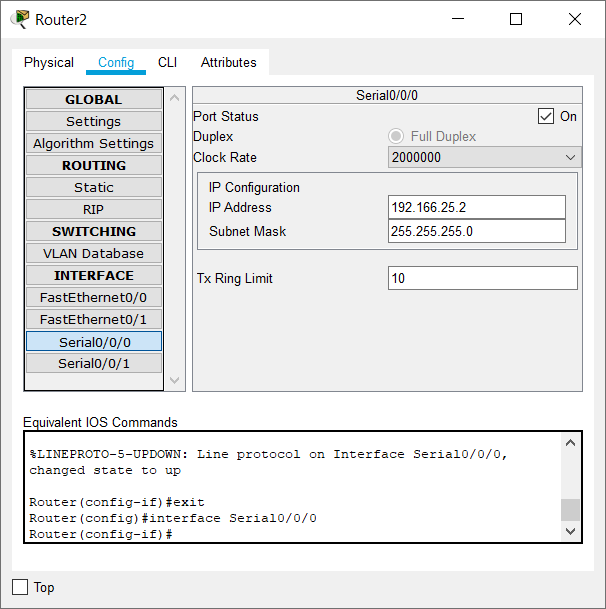 Router2
Physical Config CLI Attributes
GLOBAL
Settings
Algorithm Settings
ROUTING
Static
RIP
SWITCHING
VLAN Database
INTERFACE
FastEthernet0/0
FastEthernet0/1
Serial0/0/0
Serial0/0/1
Serial0/0/0
Port Status On
Duplex Full Duplex
Clock Rate 2000000
IP Configuration
IP Address 192.166.25.2
Subnet Mask 255.255.255.0
Tx Ring Limit 10
Equivalent IOS Commands
%LINEPROTO-5-UPDOWN: Line protocol on Interface Serial0/0/0,
changed state to up
Router(config-if)#exit
Router(config)#interface Serial0/0/0
Router(config-if)#
Top